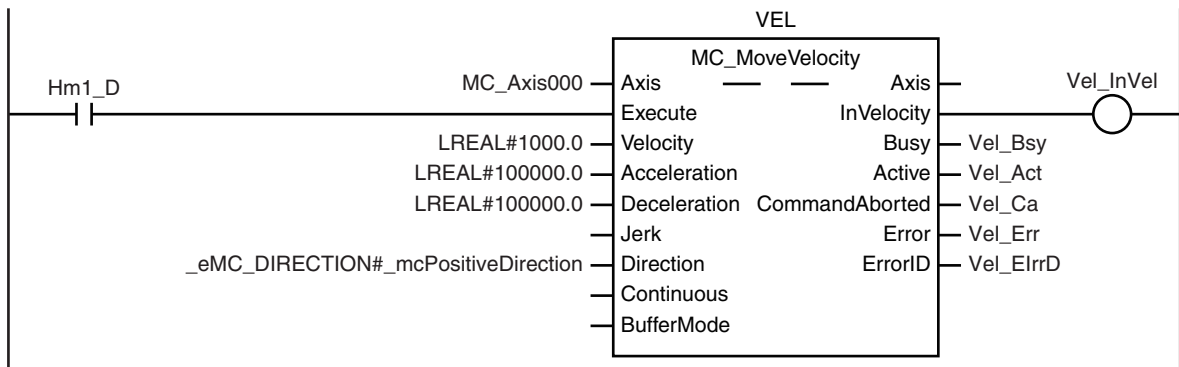 VEL
MC_MoveVelocity
Hm1_D
MC_Axis000 Axis Axis Vel_InVel
Execute InVelocity
LREAL#1000.0 Velocity Busy Vel_Bsy
LREAL#100000.0 Acceleration Active Vel_Act
LREAL#100000.0 Deceleration CommandAborted Vel_Ca
Jerk Error Vel_Err
_eMC_DIRECTION#_mcPositiveDirection Direction ErrorID Vel_EIrrD
Continuous
BufferMode